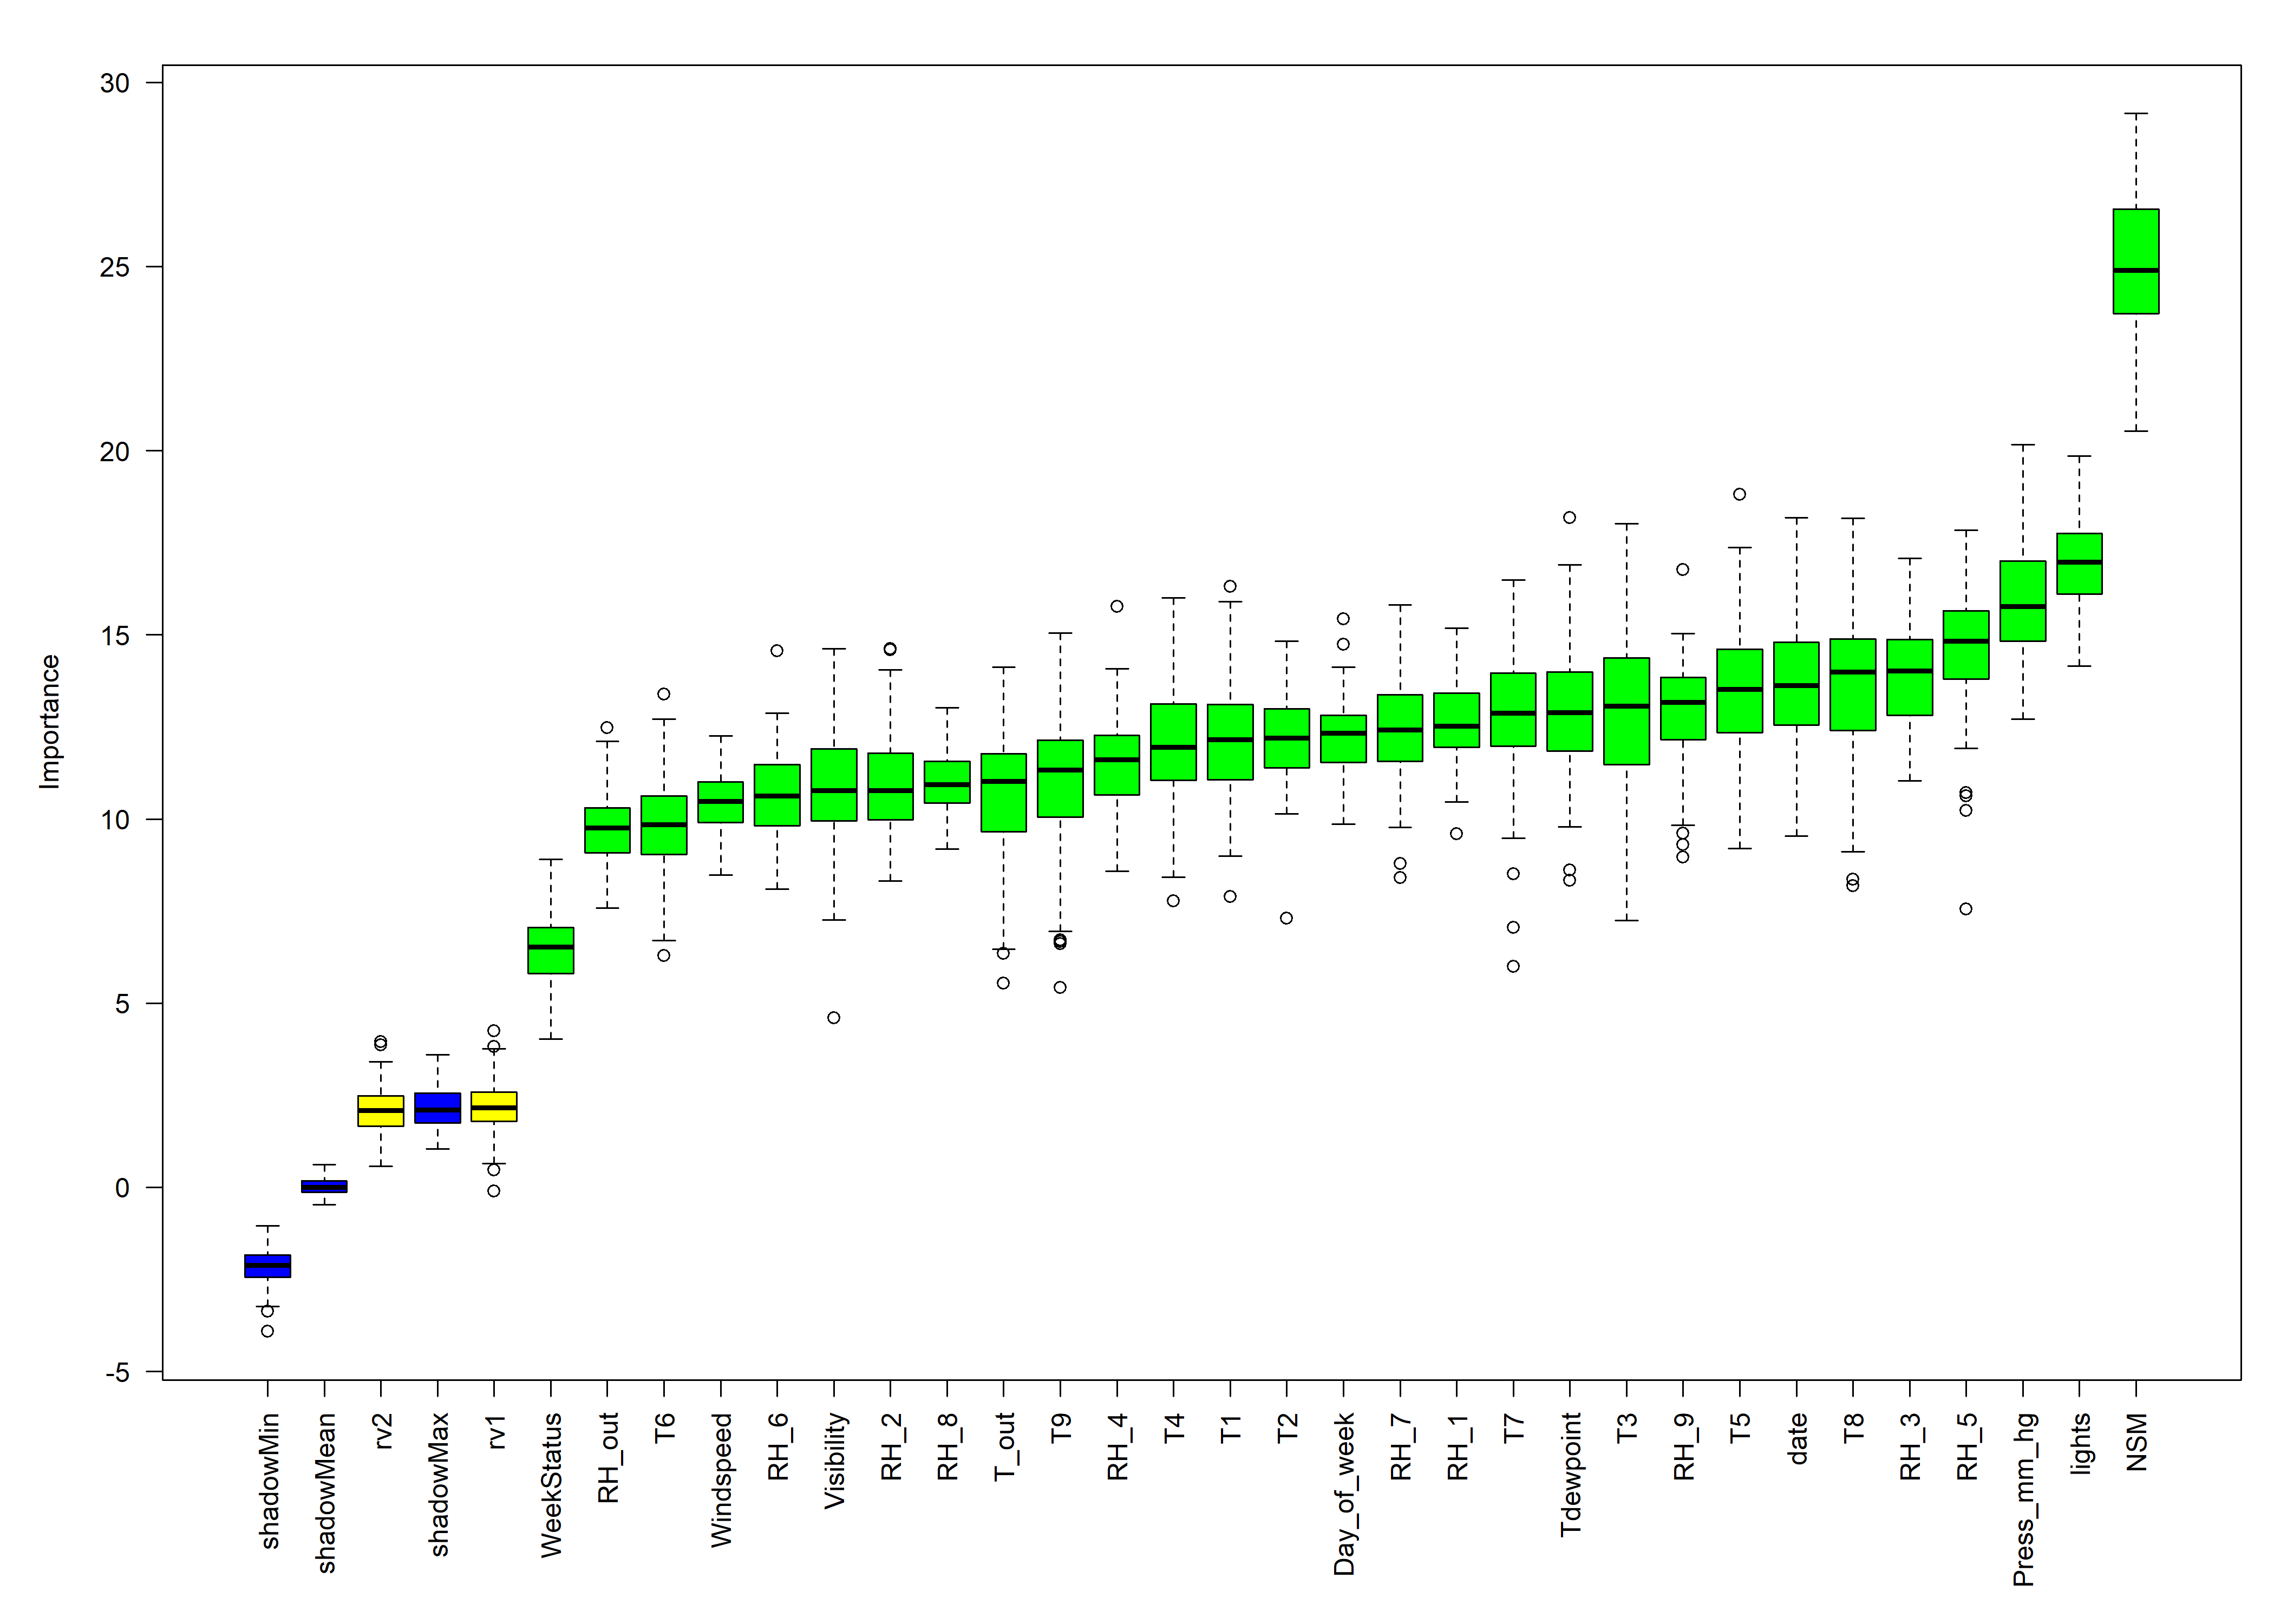 30
25
20
15
10
5
0
-5
Importance
shadowMin
shadowMean
rv2
shadowMax
rv1
WeekStatus
RH_out
T6
Windspeed
RH_6
Visibility
RH_2
RH_8
T_out
T9
RH_4
T4
T1
T2
Day_of_week
RH_7
RH_1
T7
Tdewpoint
T3
RH_9
T5
date
T8
RH_3
RH_5
Press_mm_hg
lights
NSM